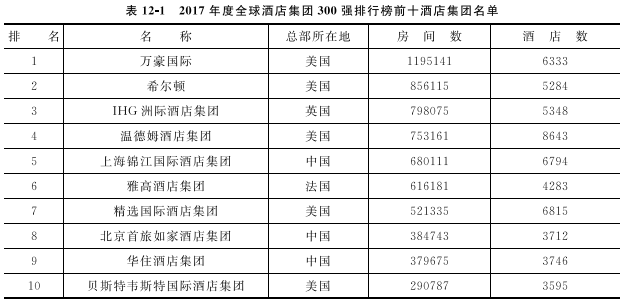 表 12-1 2017 年度全球酒店集团 300 强排行榜前十酒店集团名单
排 名 名 称 总部所在地 房 间 数 酒 店 数
1 万豪国际 美国 1195141 6333
2 希尔顿 美国 856115 5284
3 IHG 洲际酒店集团 英国 798075 5348
4 温德姆酒店集团 美国 753161 8643
5 上海锦江国际酒店集团 中国 680111 6794
6 雅高酒店集团 法国 616181 4283
7 精选国际酒店集团 美国 521335 6815
8 北京首旅如家酒店集团 中国 384743 3712
9 华住酒店集团 中国 379675 3746
10 贝斯特韦斯特国际酒店集团 美国 290787 3595